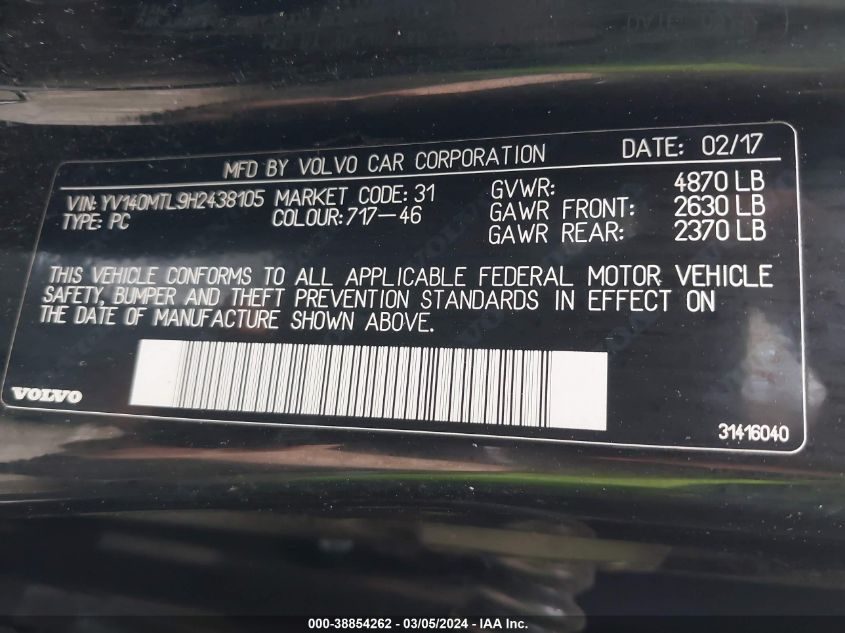 MFD BY VOLVO CAR CORPORATION DATE: 02/17
VIN: YV140MTL9H2438105 MARKET CODE: 31 GVWR: 4870 LB
TYPE: PC COLOUR: 717-46 GAWR FRONT: 2630 LB
GAWR REAR: 2370 LB
THIS VEHICLE CONFORMS TO ALL APPLICABLE FEDERAL MOTOR VEHICLE
SAFETY, BUMPER AND THEFT PREVENTION STANDARDS IN EFFECT ON
THE DATE OF MANUFACTURE SHOWN ABOVE.
VOLVO
31416040
000-38854262 - 03/05/2024 - IAA Inc.